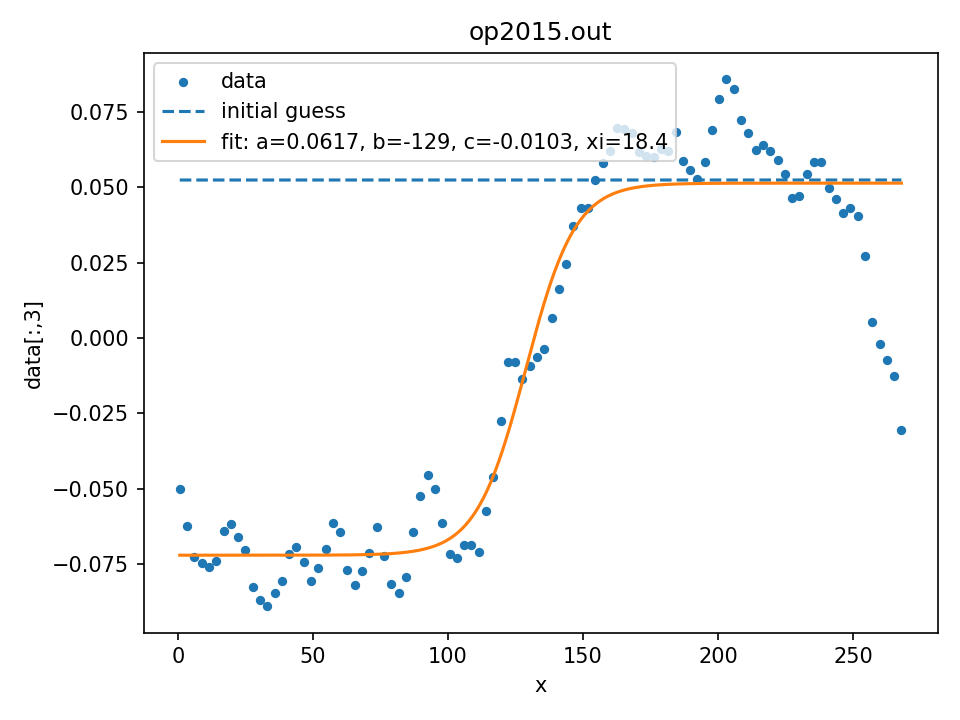 op2015.out
data
initial guess
fit: a=0.0617, b=-129, c=-0.0103, xi=18.4
0.075
0.050
0.025
0.000
−0.025
−0.050
−0.075
data[:,3]
0
50
100
150
200
250
x